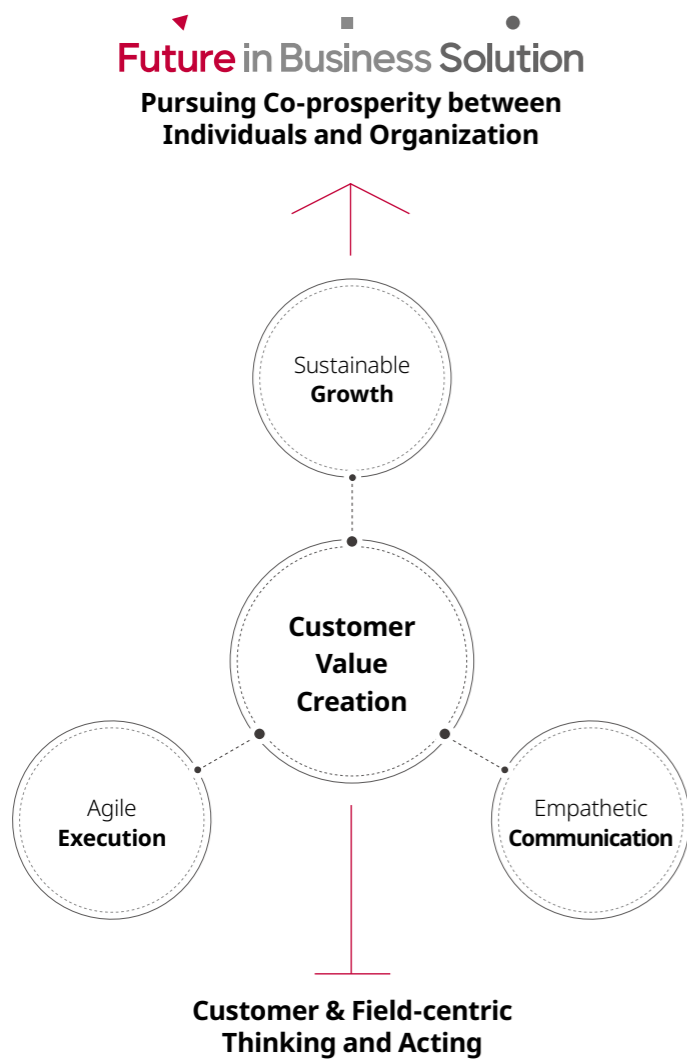 Future in Business Solution
Pursuing Co-prosperity between
Individuals and Organization
Sustainable
Growth
Customer
Value
Creation
Agile
Execution
Empathetic
Communication
Customer & Field-centric
Thinking and Acting